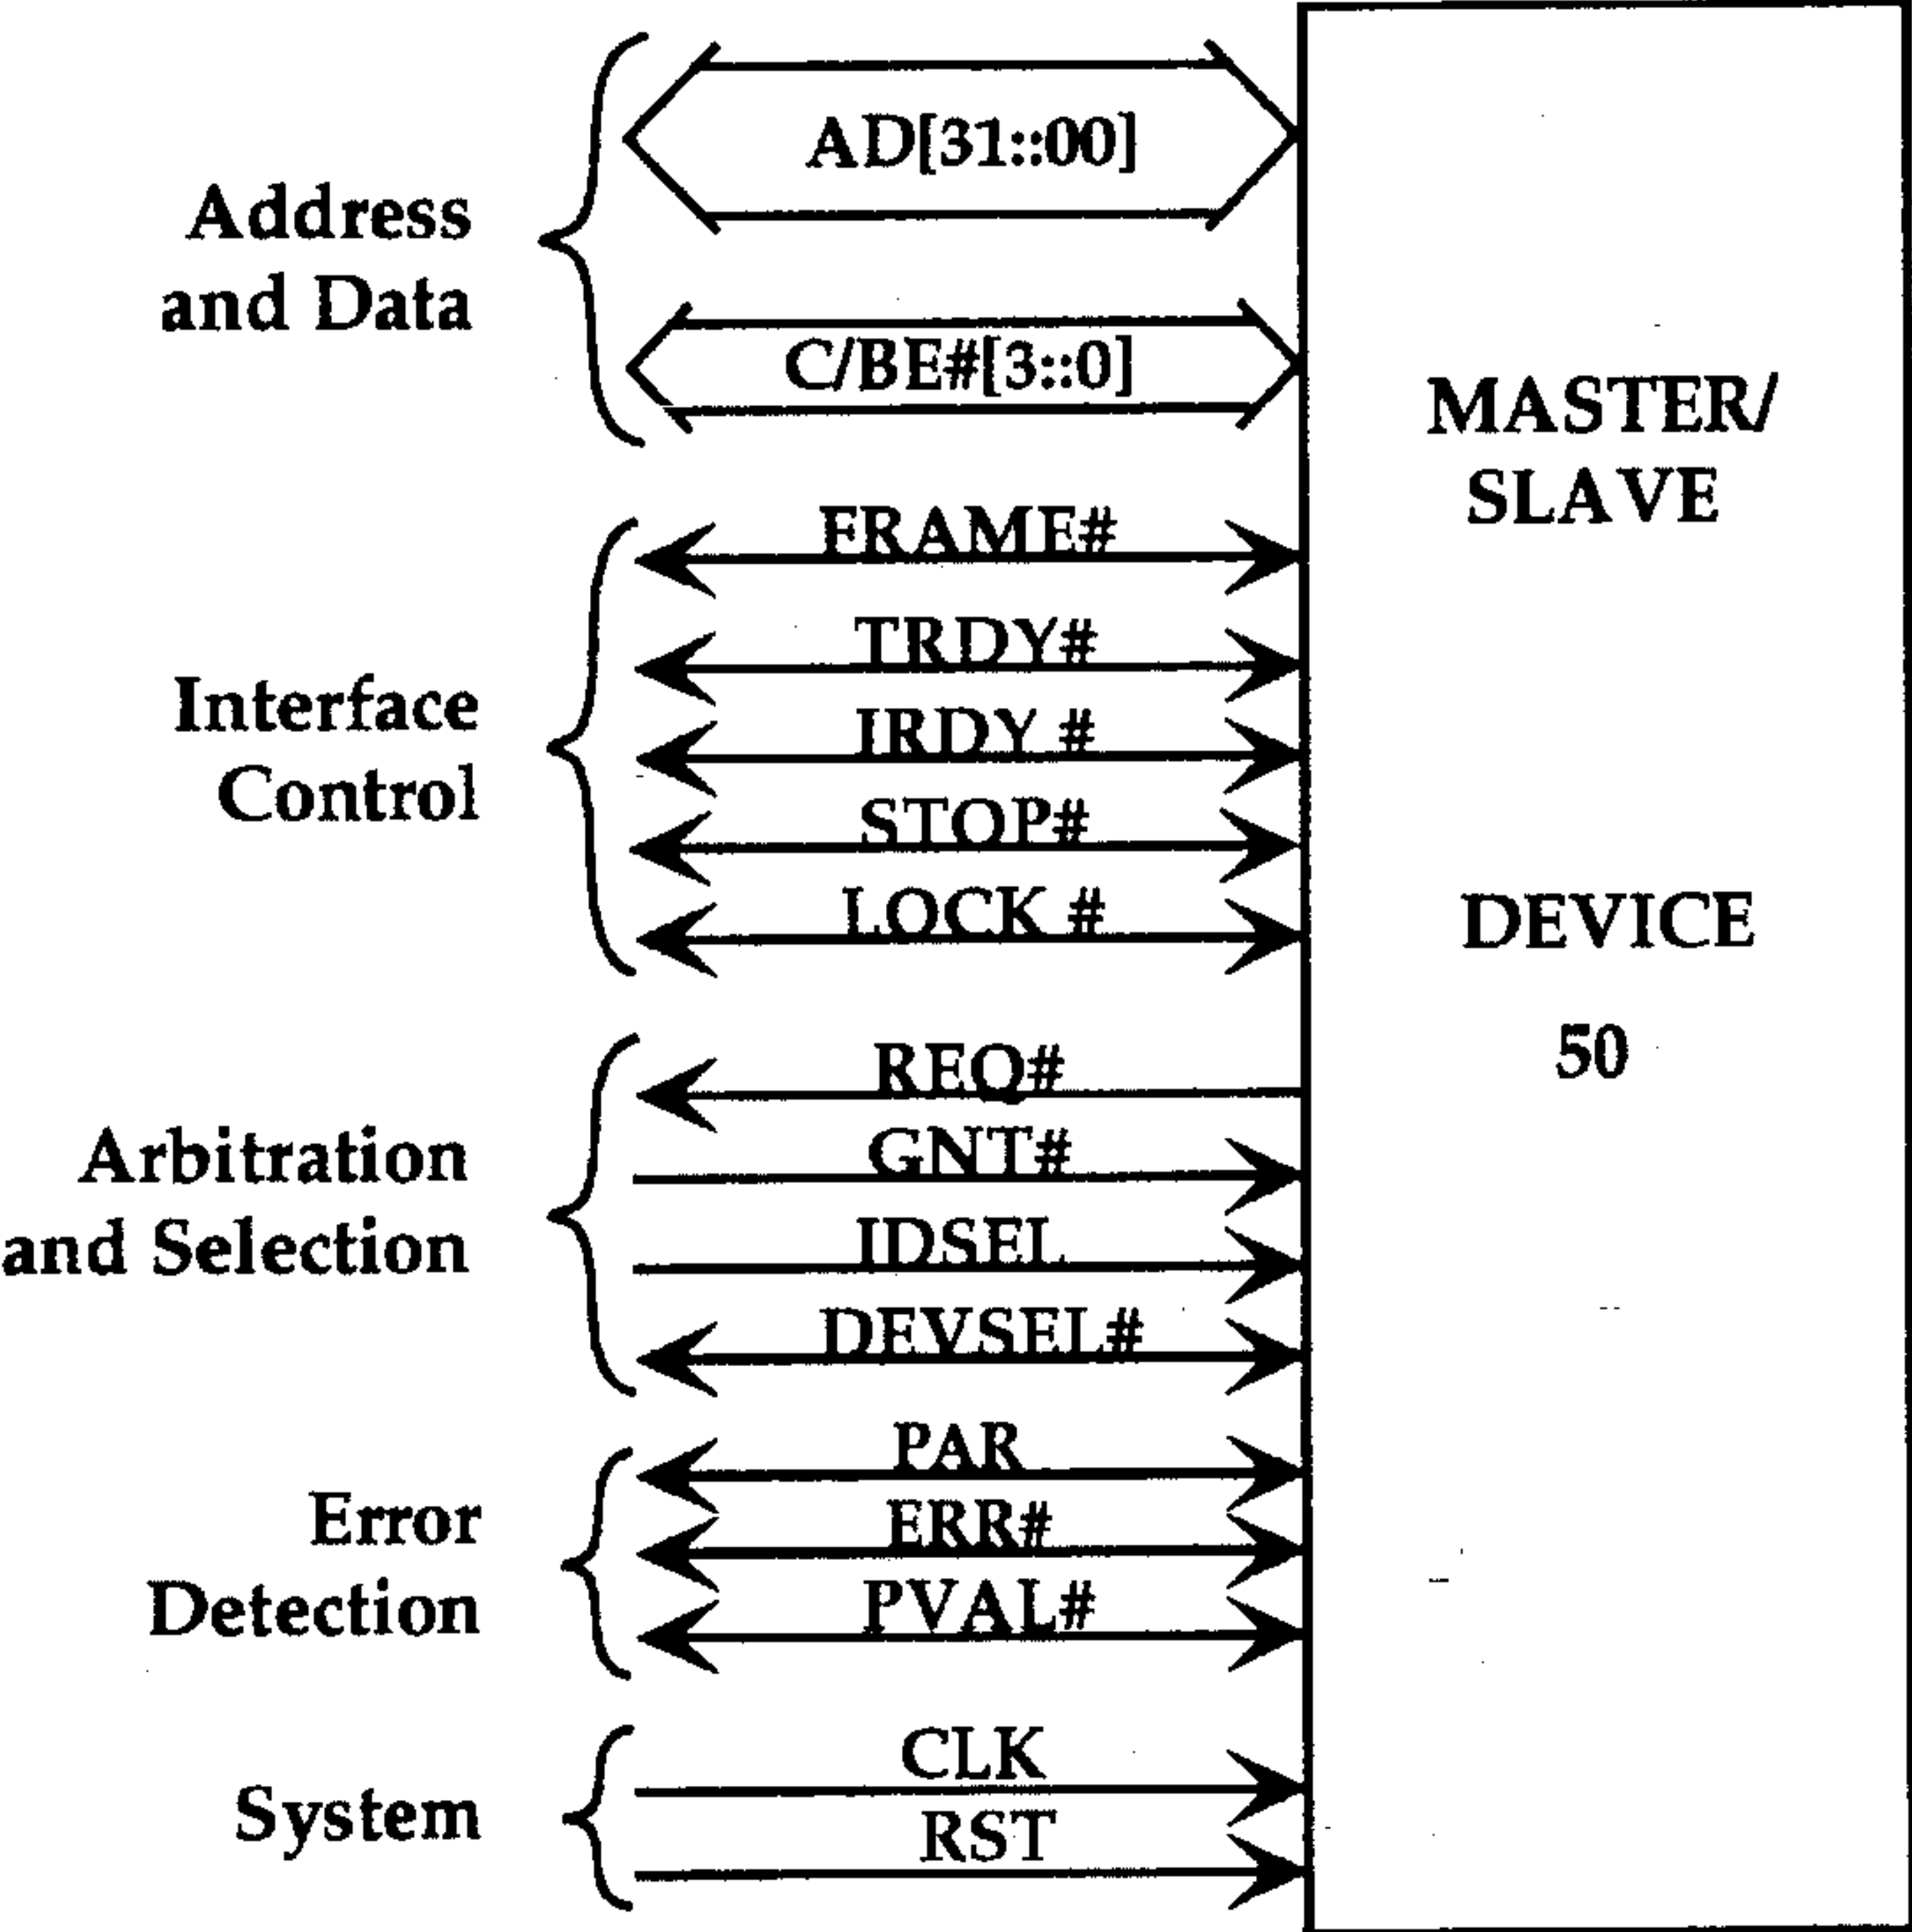 Address
and Data
AD[31::00]
C/BE#[3::0]
Interface
Control
FRAME#
TRDY#
IRDY #
STOP#
LOCK #
Arbitration
and Selection
REQ#
GNT#
IDSEL
DEVSEL#
Error
Detection
PAR
ERR#
PVAL#
System
CLK
RST
MASTER/
SLAVE
DEVICE
50